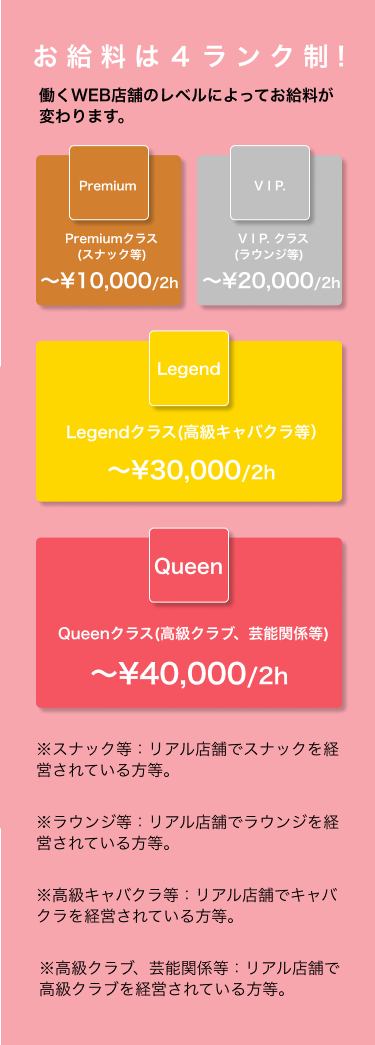 お給料は４ランク制！
働くWEB店舗のレベルによってお給料が
変わります。
Premium
V I P.
Premiumクラス
(スナック等)
〜¥10,000/2h
V I P. クラス
(ラウンジ等)
〜¥20,000/2h
Legend
Legendクラス(高級キャバクラ等）
〜¥30,000/2h
Queen
Queenクラス(高級クラブ、芸能関係等)
〜¥40,000/2h
※スナック等：リアル店舗でスナックを経
営されている方等。
※ラウンジ等：リアル店舗でラウンジを経
営されている方等。
※高級キャバクラ等：リアル店舗でキャバ
クラを経営されている方等。
※高級クラブ、芸能関係等：リアル店舗で
高級クラブを経営されている方等。